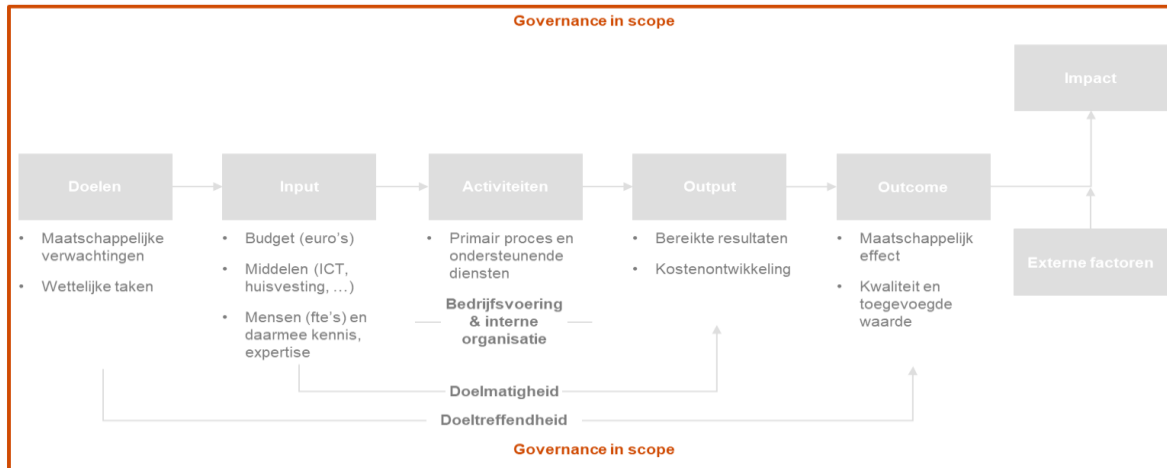 Governance in scope
Impact
Doelen
Input
Activiteiten
Output
Outcome
Externe factoren
• Maatschappelijke
verwachtingen
• Wettelijke taken
• Budget (euro's)
• Middelen (ICT,
huisvesting, …)
• Mensen (fte's) en
daarmee kennis,
expertise
• Primair proces en
ondersteunende
diensten
Bedrijfsvoering
& interne
organisatie
• Bereikte resultaten
• Kostenontwikkeling
• Maatschappelijk
effect
• Kwaliteit en
toegevoegde
waarde
Doelmatigheid
Doeltreffendheid
Governance in scope